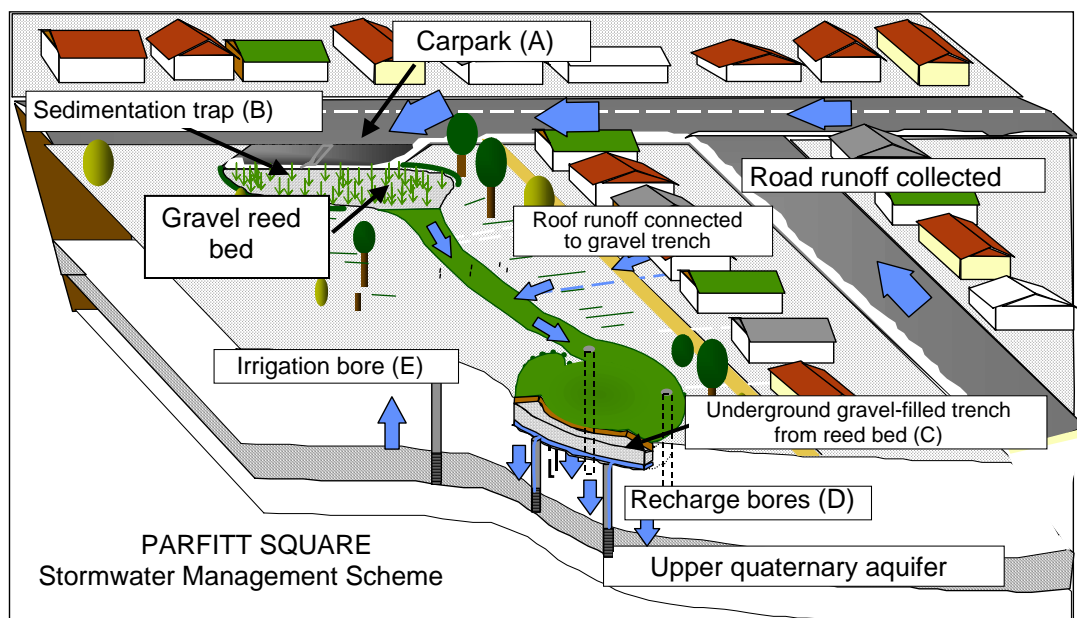 Carpark (A)
Sedimentation trap (B)
Road runoff collected
Gravel reed
bed
Roof runoff connected
to gravel trench
Irrigation bore (E)
Underground gravel-filled trench
from reed bed (C)
Recharge bores (D)
PARFITT SQUARE
Stormwater Management Scheme
Upper quaternary aquifer